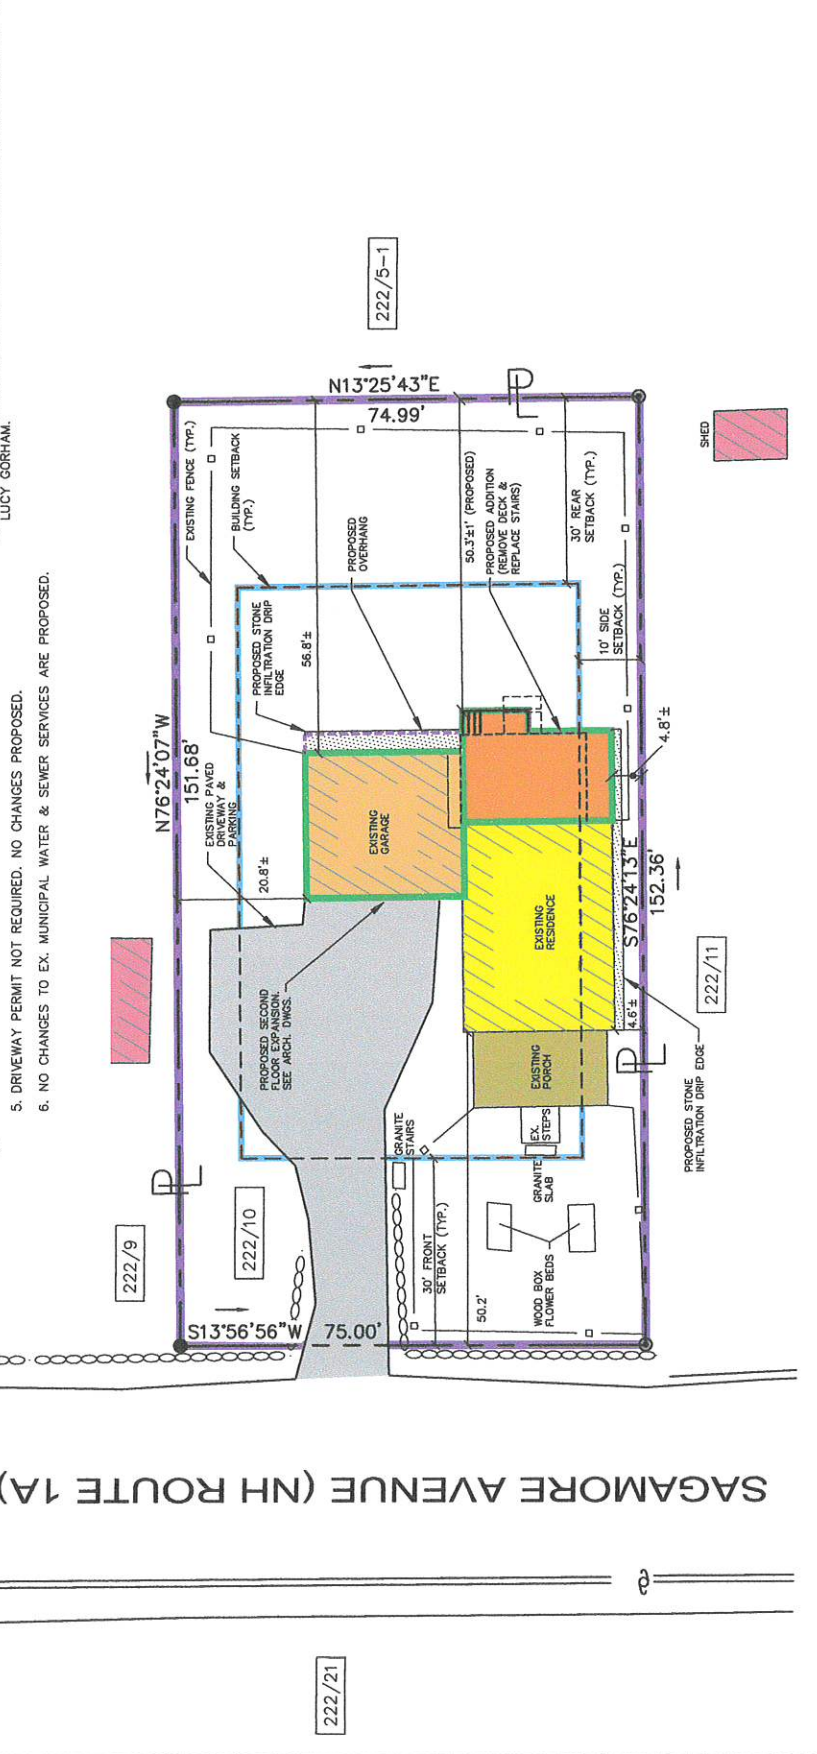 LUCY GORHAM.
5. DRIVEWAY PERMIT NOT REQUIRED. NO CHANGES PROPOSED.
6. NO CHANGES TO EX. MUNICIPAL WATER & SEWER SERVICES ARE PROPOSED.
222/5-1
N13°25'43"E
74.99'
PL
SHED
EXISTING FENCE (TYP.)
BUILDING SETBACK
(TYP.)
PROPOSED
OVERHANG
50.3'±1' (PROPOSED)
PROPOSED ADDITION
(REMOVE DECK &
REPLACE STAIRS)
30' REAR
SETBACK (TYP.)
10' SIDE
SETBACK (TYP.)
PROPOSED STONE
INFILTRATION DRIP
EDGE
56.8'±
N76°24'07"W
151.68'
EXISTING PAVED
DRIVEWAY &
PARKING
20.8'±
EXISTING
GARAGE
4.8'±
PROPOSED SECOND
FLOOR EXPANSION.
SEE ARCH. DWGS.
EXISTING
RESIDENCE
S76°24'13"E
152.36'
222/11
4.6'±
EXISTING
PORCH
PL
PROPOSED STONE
INFILTRATION DRIP EDGE
GRANITE
STAIRS
EX.
STEPS
GRANITE
SLAB
PL
222/9
222/10
30' FRONT
SETBACK (TYP.)
50.2'
WOOD BOX
FLOWER BEDS
S13°56'56"W
75.00'
SAGAMORE AVENUE (NH ROUTE 1A)
222/21